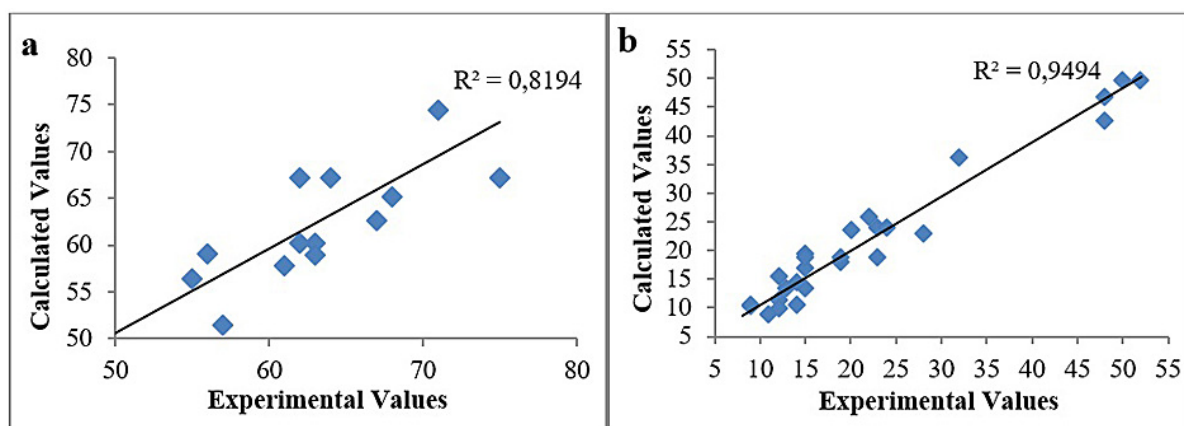 a
R² = 0,8194
80
75
70
65
60
55
50
50 60 70 80
Calculated Values
Experimental Values
b
R² = 0,9494
55
50
45
40
35
30
25
20
15
10
5
5 10 15 20 25 30 35 40 45 50 55
Calculated Values
Experimental Values